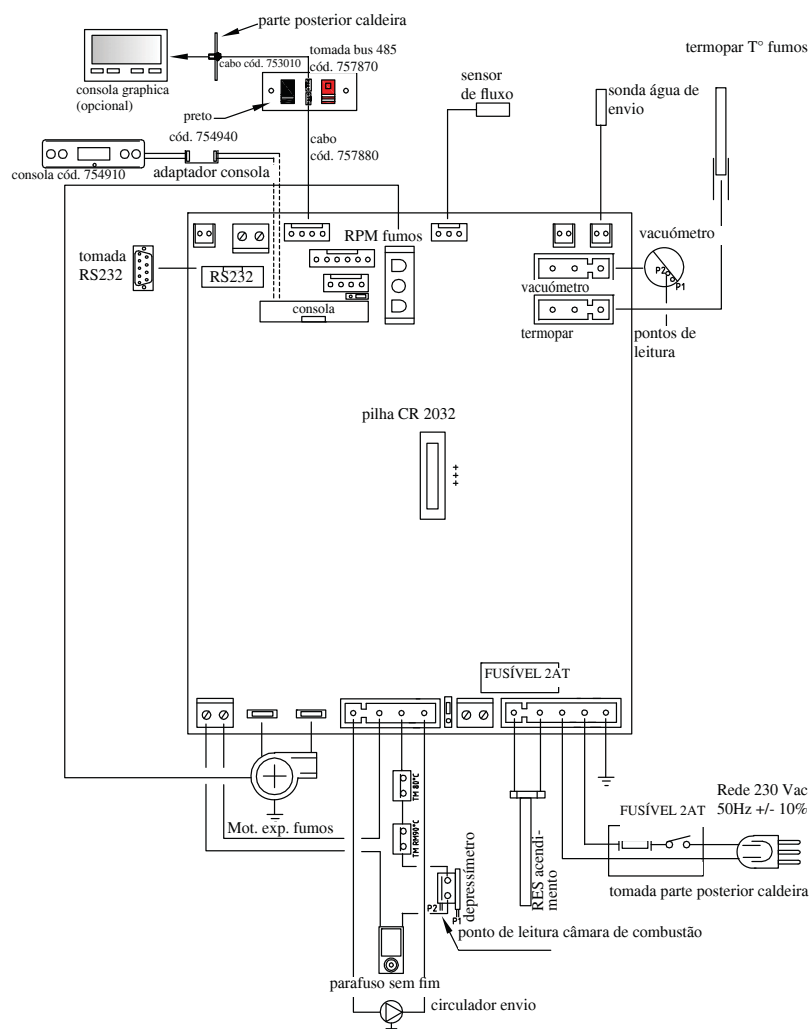 parte posterior caldeira
tomada bus 485
cabo cód. 753010
cód. 757870
consola graphica
(opcional)
preto
termopar T° fumos
sensor
de fluxo
sonda água de
envio
cód. 754940
cabo
cód. 757880
consola cód. 754910
adaptador consola
RPM fumos
vacuómetro
tomada
RS232
RS232
P2
P1
vacuómetro
consola
termopar
pontos de
leitura
pilha CR 2032
+++
FUSÍVEL 2AT
TM 80°C
Mot. exp. fumos
TM RM90°C
Rede 230 Vac
50Hz +/- 10%
FUSÍVEL 2AT
RES acendi-
mento
depressímetro
P2
P1
tomada parte posterior caldeira
ponto de leitura câmara de combustão
parafuso sem fim
circulador envio